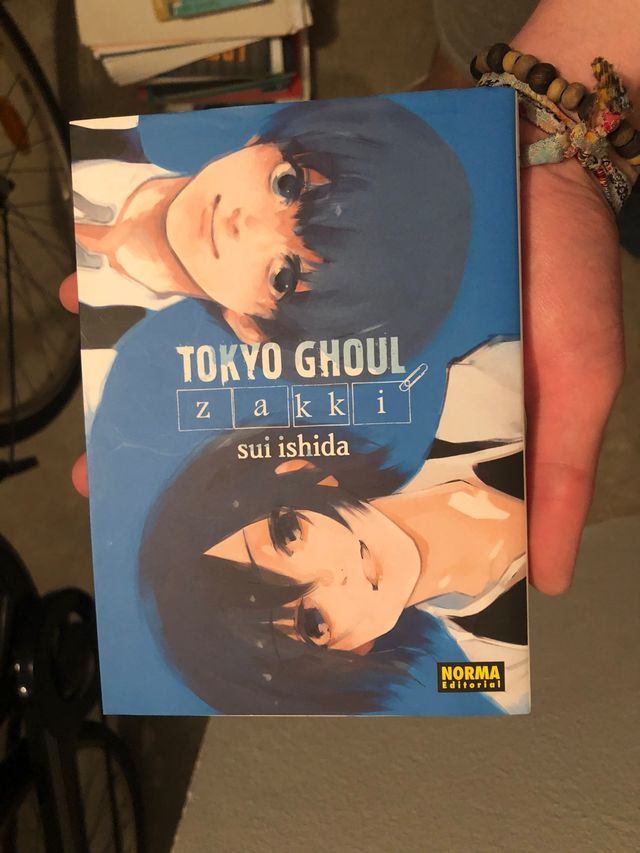 TOKYO GHOUL
zakki
sui ishida
NORMA
Editorial